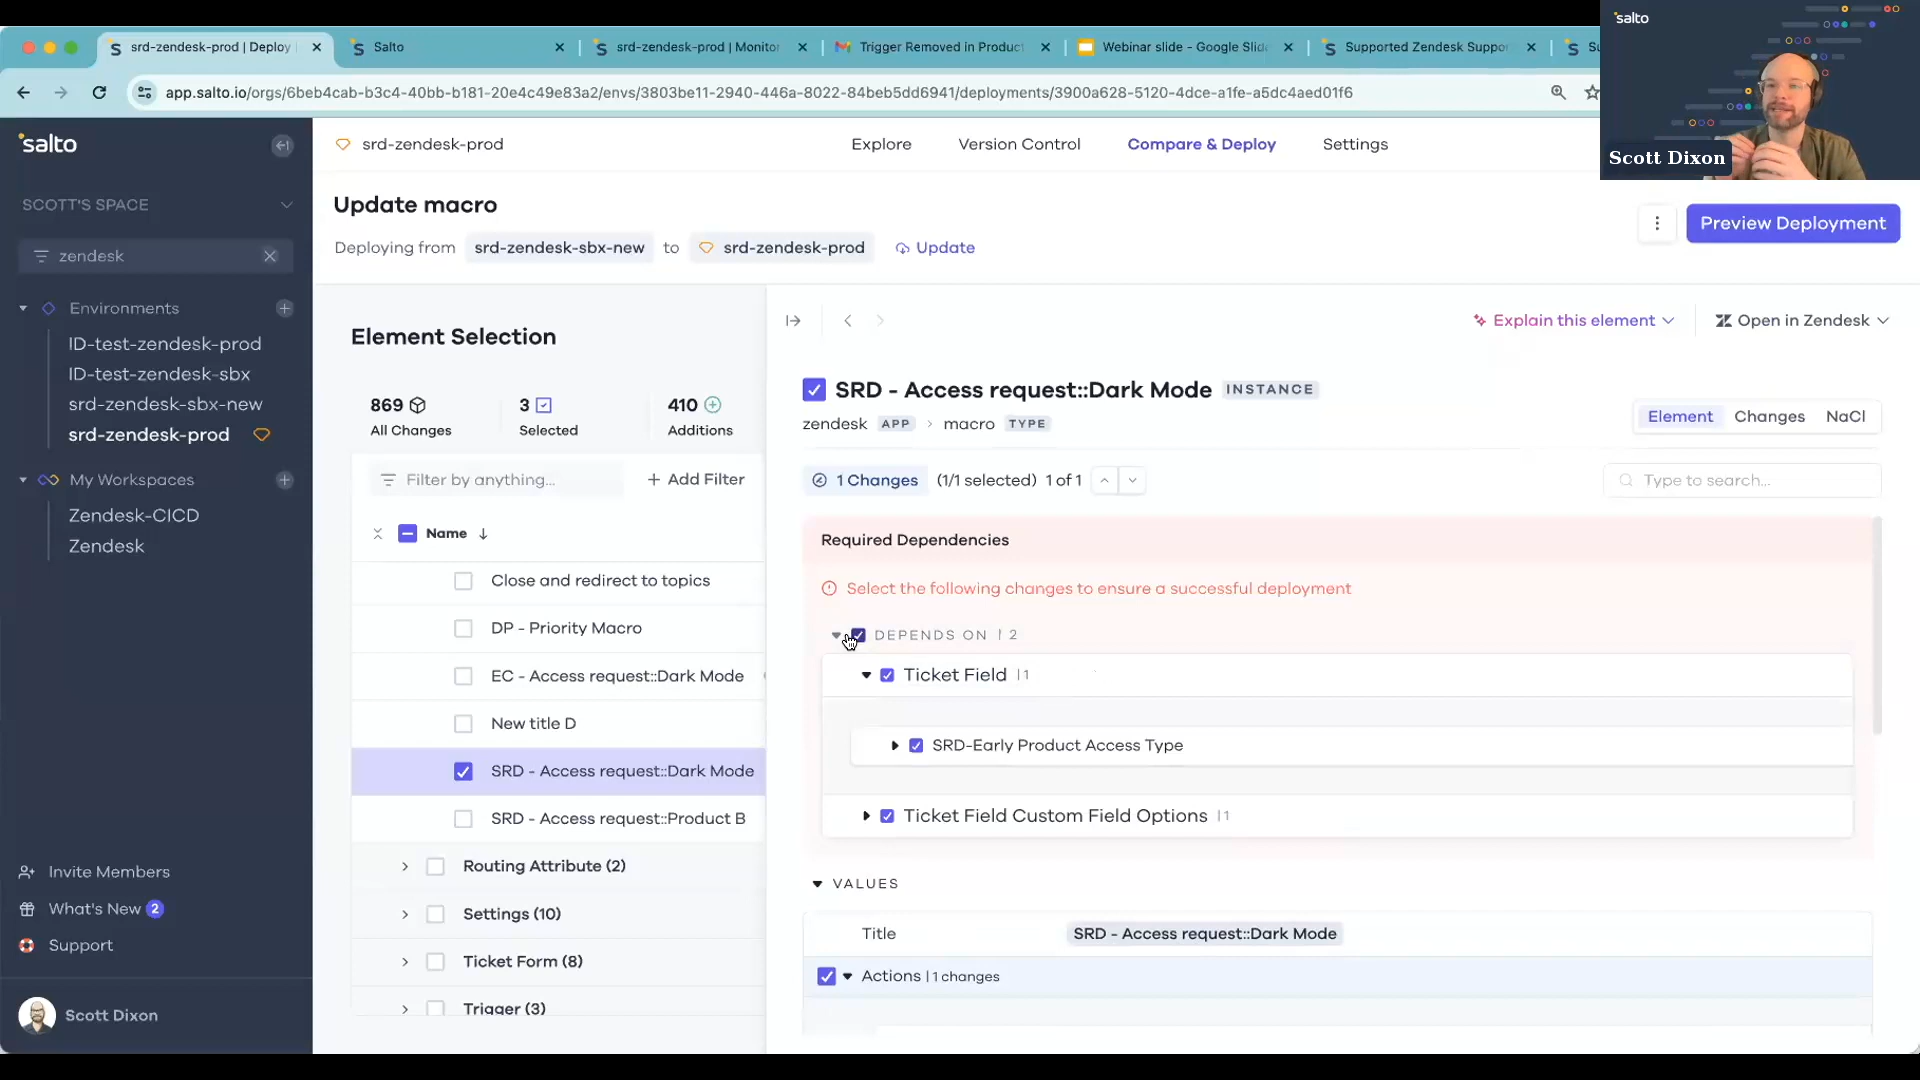 srd-zendesk-prod | Deploy
Salto
srd-zendesk-prod | Monitor
Trigger Removed in Product
Webinar slide - Google Slid
Supported Zendesk Suppo
app.salto.io/orgs/6beb4cab-b3c4-40bb-b181-20e4c49e83a2/envs/3803be11-2940-446a-8022-84beb5dd6941/deployments/3900a628-5120-4dce-a1fe-a5dc4aed01f6
salto
Scott Dixon
salto
SCOTT'S SPACE
zendesk
Environments
ID-test-zendesk-prod
ID-test-zendesk-sbx
srd-zendesk-sbx-new
srd-zendesk-prod
My Workspaces
Zendesk-CICD
Zendesk
Invite Members
What's New 2
Support
Scott Dixon
srd-zendesk-prod
Explore
Version Control
Compare & Deploy
Settings
Update macro
Deploying from srd-zendesk-sbx-new to srd-zendesk-prod Update
Preview Deployment
Element Selection
869
All Changes
3
Selected
410
Additions
Filter by anything...
+ Add Filter
Name
Close and redirect to topics
DP - Priority Macro
EC - Access request::Dark Mode
New title D
SRD - Access request::Dark Mode
SRD - Access request::Product B
Routing Attribute (2)
Settings (10)
Ticket Form (8)
Trigger (3)
Explain this element
Open in Zendesk
SRD - Access request::Dark Mode INSTANCE
zendesk APP › macro TYPE
Element Changes NaCl
1 Changes (1/1 selected) 1 of 1
Type to search...
Required Dependencies
Select the following changes to ensure a successful deployment
DEPENDS ON | 2
Ticket Field | 1
SRD-Early Product Access Type
Ticket Field Custom Field Options | 1
VALUES
Title SRD - Access request::Dark Mode
Actions | 1 changes